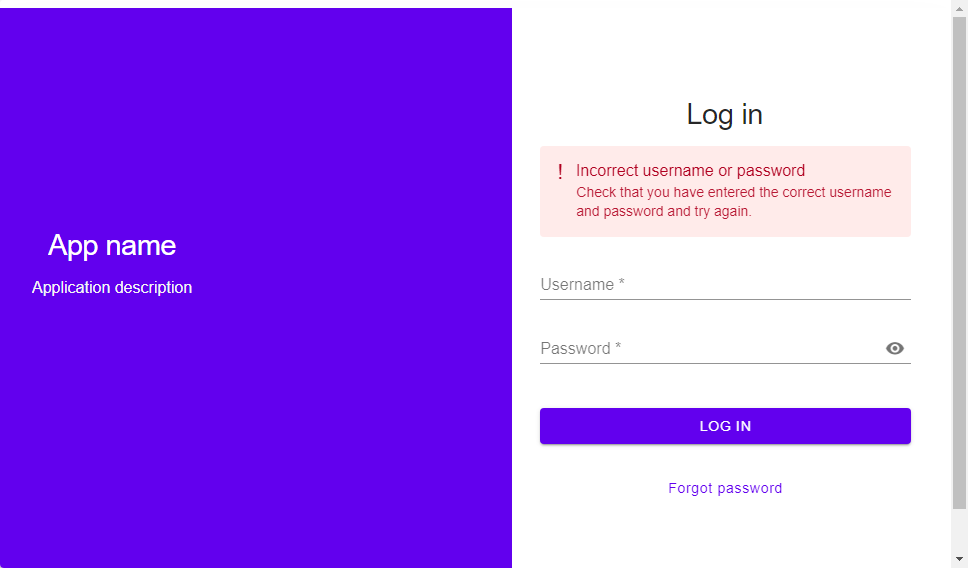 App name
Application description
Log in
! Incorrect username or password
Check that you have entered the correct username
and password and try again.
Username *
Password *
LOG IN
Forgot password